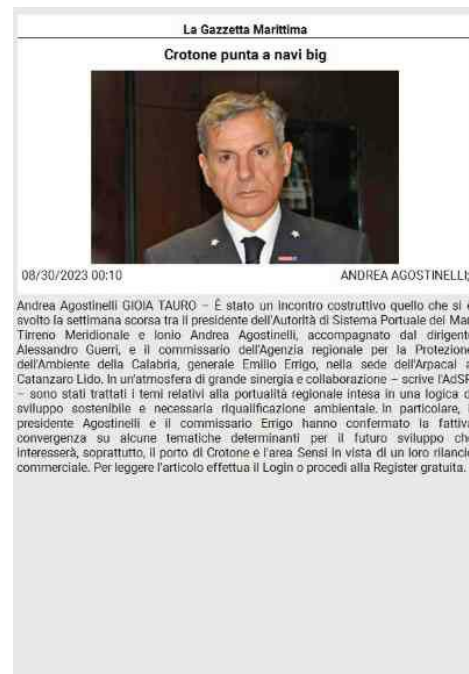 La Gazzetta Marittima
Crotone punta a navi big
08/30/2023 00:10
ANDREA AGOSTINELLI;
Andrea Agostinelli GIOIA TAURO – È stato un incontro costruttivo quello che si è
svolto la settimana scorsa tra il presidente dell'Autorità di Sistema Portuale dei Mari
Tirreno Meridionale e Ionio Andrea Agostinelli, accompagnato dal dirigente
Alessandro Guerri, e il commissario dell'Agenzia regionale per la Protezione
dell'Ambiente della Calabria, generale Emilio Errigo, nella sede dell'Arpacal a
Catanzaro Lido. In un'atmosfera di grande sinergia e collaborazione – scrive l'AdSP
– sono stati trattati i temi relativi alla portualità regionale intesa in una logica di
sviluppo sostenibile e necessaria riqualificazione ambientale. In particolare, il
presidente Agostinelli e il commissario Errigo hanno confermato la fattiva
convergenza su alcune tematiche determinanti per il futuro sviluppo che
interesserà, soprattutto, il porto di Crotone e l'area Sensi in vista di un loro rilancio
commerciale. Per leggere l'articolo effettua il Login o procedi alla Register gratuita.